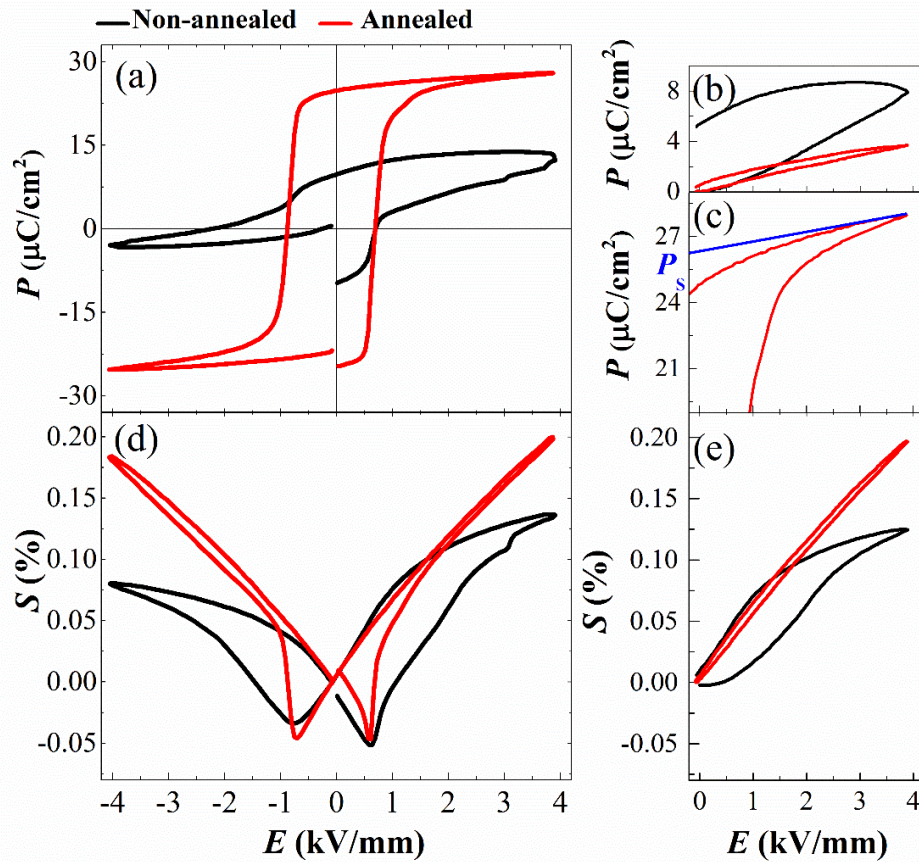 Non-annealed Annealed
(a)
P (μC/cm²)
30
15
0
-15
-30
(b)
P (μC/cm²)
8
4
0
(c)
P (μC/cm²)
27
24
21
Ps
(d)
S (%)
0.20
0.15
0.10
0.05
0.00
-0.05
-4 -3 -2 -1 0 1 2 3 4
E (kV/mm)
(e)
S (%)
0.20
0.15
0.10
0.05
0.00
-0.05
0 1 2 3 4
E (kV/mm)